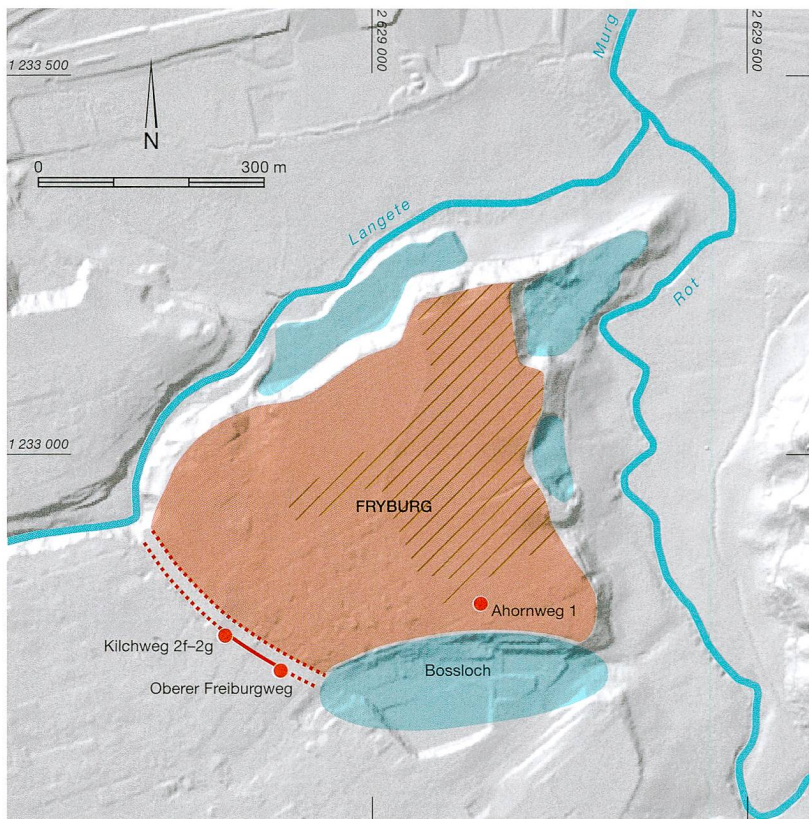 2 629 000
2 629 500
1 233 500
Murg
N
0 300 m
Langete
Rot
1 233 000
FRYBURG
Ahornweg 1
Kilchweg 2f–2g
Bossloch
Oberer Freiburgweg